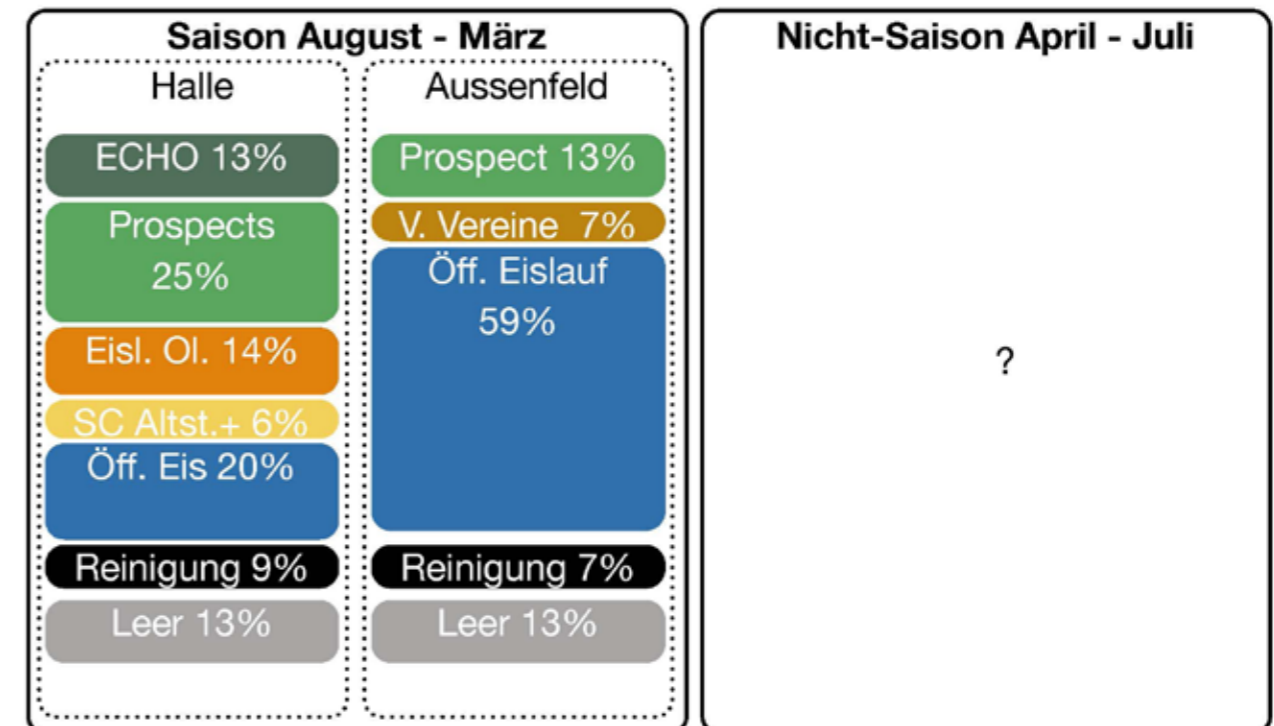 Saison August - März
Halle
ECHO 13%
Prospects
25%
Eisl. Ol. 14%
SC Altst.+ 6%
Öff. Eis 20%
Reinigung 9%
Leer 13%
Aussenfeld
Prospect 13%
V. Vereine 7%
Öff. Eislauf
59%
Reinigung 7%
Leer 13%
Nicht-Saison April - Juli
?